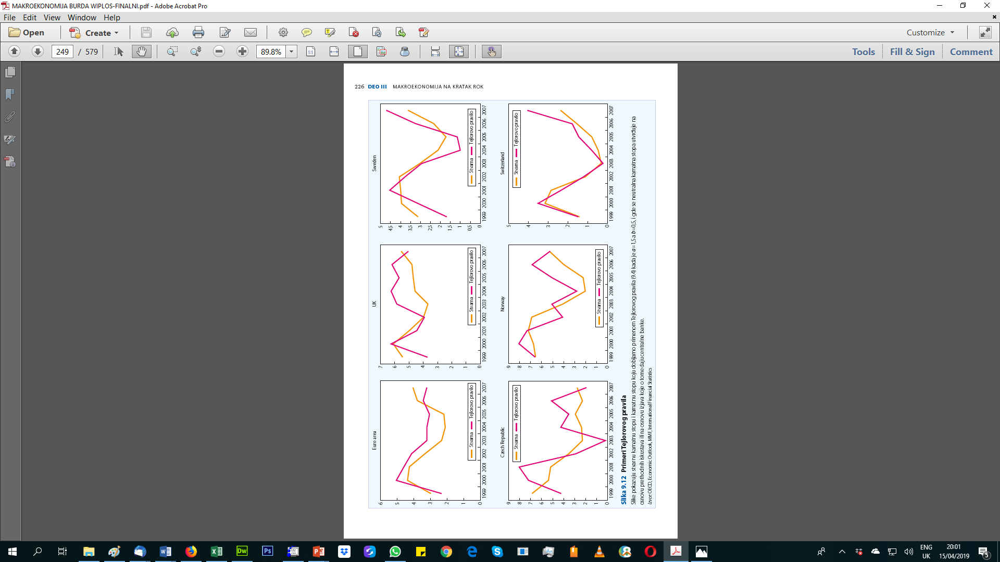 MAKROEKONOMIJA BURDA WIPLOS-FINALNI.pdf - Adobe Acrobat Pro
File Edit View Window Help
Open Create Customize
249 / 579 89.8% Tools Fill & Sign Comment
226 DEO III MAKROEKONOMIJA NA KRATAK ROK
Euro area
6 5 4 3 2 1 0
1999 2000 2001 2002 2003 2004 2005 2006 2007
Stvarna Tejlorovo pravilo
UK
7 6 5 4 3 2 1 0
1999 2000 2001 2002 2003 2004 2005 2006 2007
Stvarna Tejlorovo pravilo
Sweden
5 4,5 4 3,5 3 2,5 2 1,5 1 0,5 0
1999 2000 2001 2002 2003 2004 2005 2006 2007
Stvarna Tejlorovo pravilo
Czech Republic
9 8 7 6 5 4 3 2 1 0
1999 2000 2001 2002 2003 2004 2005 2006 2007
Stvarna Tejlorovo pravilo
Norway
9 8 7 6 5 4 3 2 1 0
1999 2000 2001 2002 2003 2004 2005 2006 2007
Stvarna Tejlorovo pravilo
Switzerland
5 4 3 2 1 0
1999 2000 2001 2002 2003 2004 2005 2006 2007
Stvarna Tejlorovo pravilo
Slika 9.12 Primeri Tejlorovog pravila
Slike pokazuju stvarnu kamatnu stopu i kamatnu stopu koju dobijamo primenom Tejlorovog pravila (9.4) kada je a = 1,5 a b=0,5, i gde se neutralna kamatna stopa utvrđuje na
osnovu prethodnih iskustava ili na osnovu izjava koje o tome daju centralne banke.
Izvor: OECD, Economic Outlook, MMF, International Financial Statistics
ENG
UK
20:01
15/04/2019
5